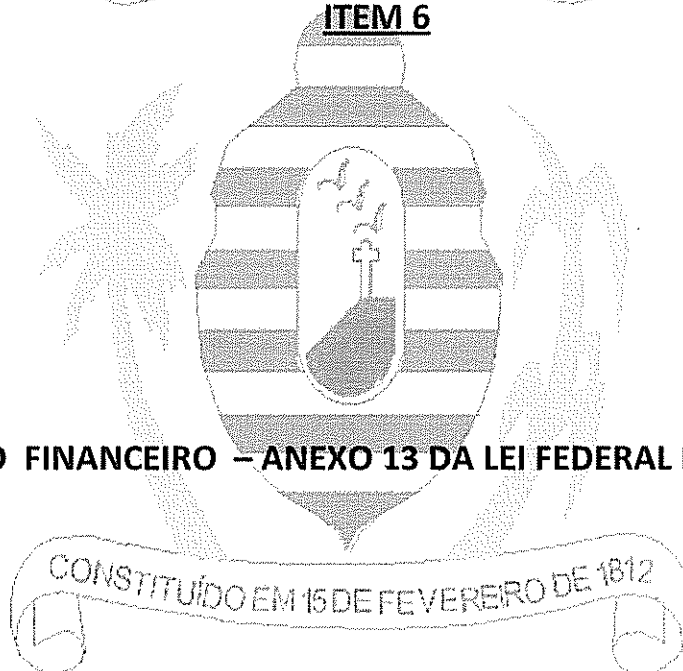 ITEM 6
FINANCEIRO – ANEXO 13 DA LEI FEDERAL
CONSTITUÍDO EM 15 DE FEVEREIRO DE 1812